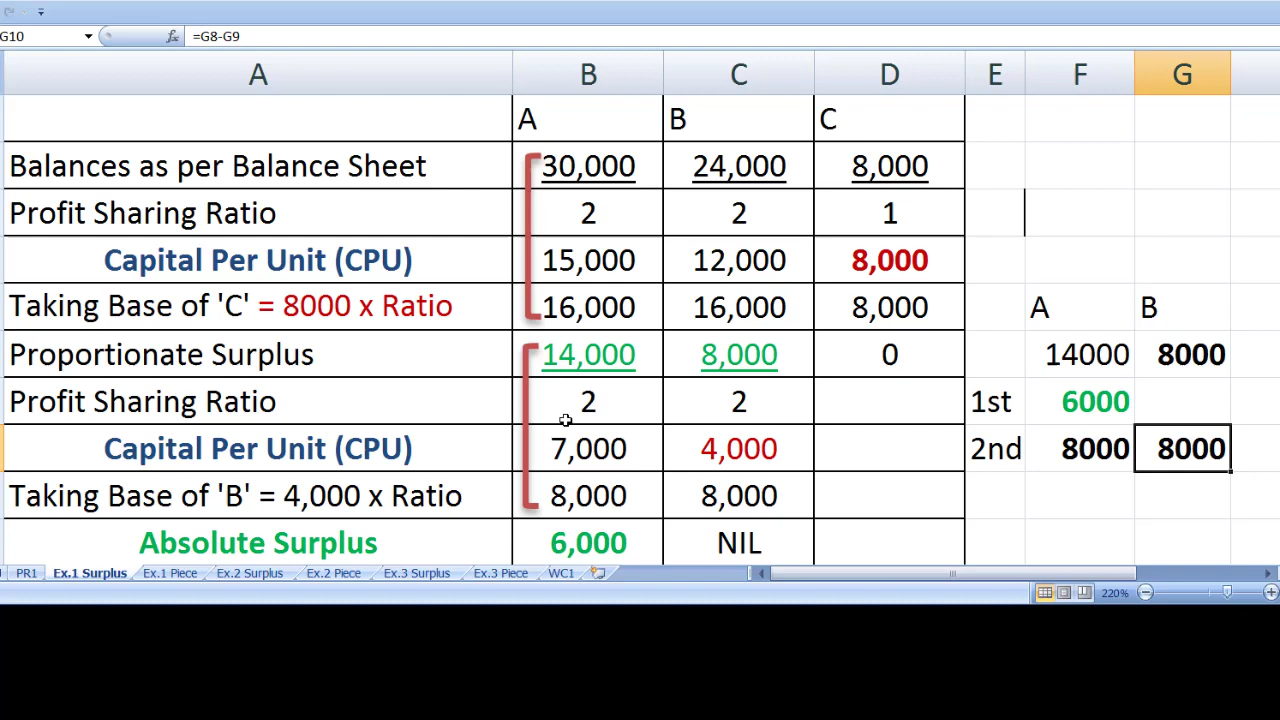 G10 fx =G8-G9
A B C D E F G
A B C
Balances as per Balance Sheet 30,000 24,000 8,000
Profit Sharing Ratio 2 2 1
Capital Per Unit (CPU) 15,000 12,000 8,000
Taking Base of 'C' = 8000 x Ratio 16,000 16,000 8,000 A B
Proportionate Surplus 14,000 8,000 0 14000 8000
Profit Sharing Ratio 2 2 1st 6000
Capital Per Unit (CPU) 7,000 4,000 2nd 8000 8000
Taking Base of 'B' = 4,000 x Ratio 8,000 8,000
Absolute Surplus 6,000 NIL
PR1 Ex.1 Surplus Ex.1 Piece Ex.2 Surplus Ex.2 Piece Ex.3 Surplus Ex.3 Piece WC1
220%